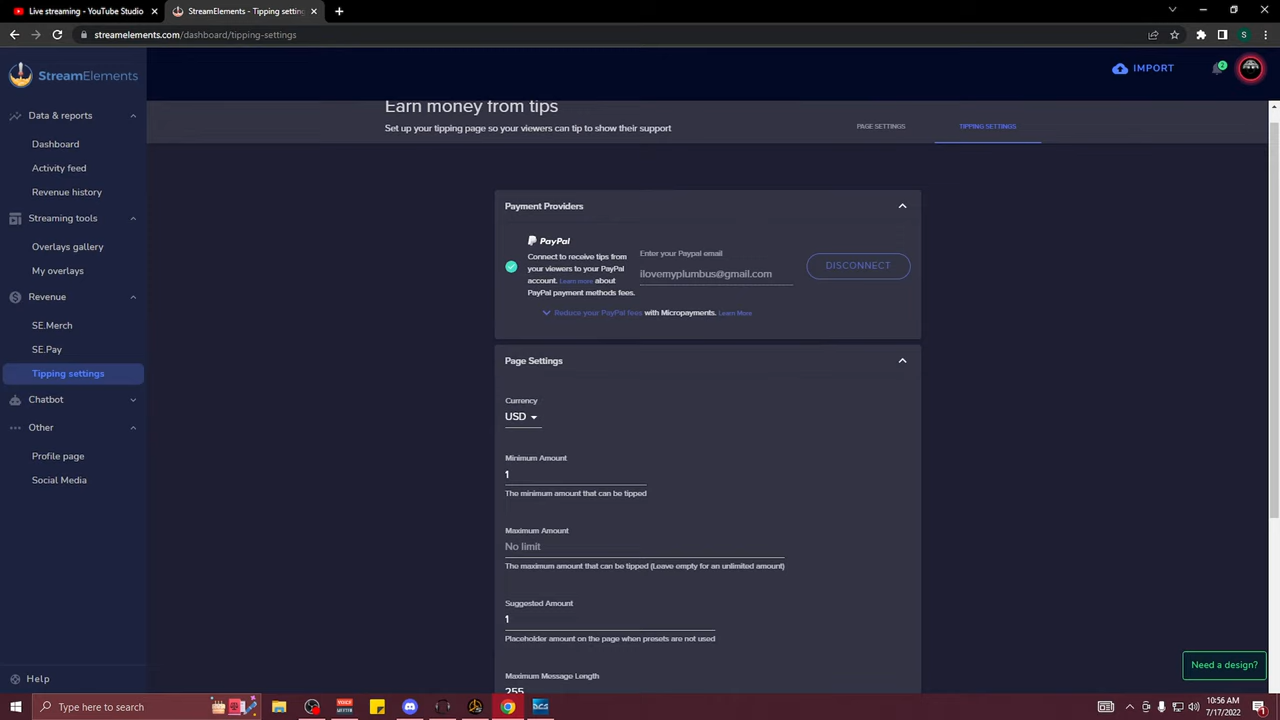 Live streaming - YouTube Studio
StreamElements - Tipping settings
streamelements.com/dashboard/tipping-settings
S
StreamElements
IMPORT
2
Data & reports
Dashboard
Activity feed
Revenue history
Streaming tools
Overlays gallery
My overlays
Revenue
SE.Merch
SE.Pay
Tipping settings
Chatbot
Other
Profile page
Social Media
Help
Earn money from tips
Set up your tipping page so your viewers can tip to show their support
PAGE SETTINGS
TIPPING SETTINGS
Payment Providers
PayPal
Connect to receive tips from
your viewers to your PayPal
account. Learn more about
PayPal payment methods fees.
Enter your Paypal email
ilovemyplumbus@gmail.com
DISCONNECT
Reduce your PayPal fees with Micropayments. Learn More
Page Settings
Currency
USD
Minimum Amount
1
The minimum amount that can be tipped
Maximum Amount
No limit
The maximum amount that can be tipped (Leave empty for an unlimited amount)
Suggested Amount
1
Placeholder amount on the page when presets are not used
Maximum Message Length
255
Need a design?
Type here to search
DCS
10:56 AM
7/17/2022